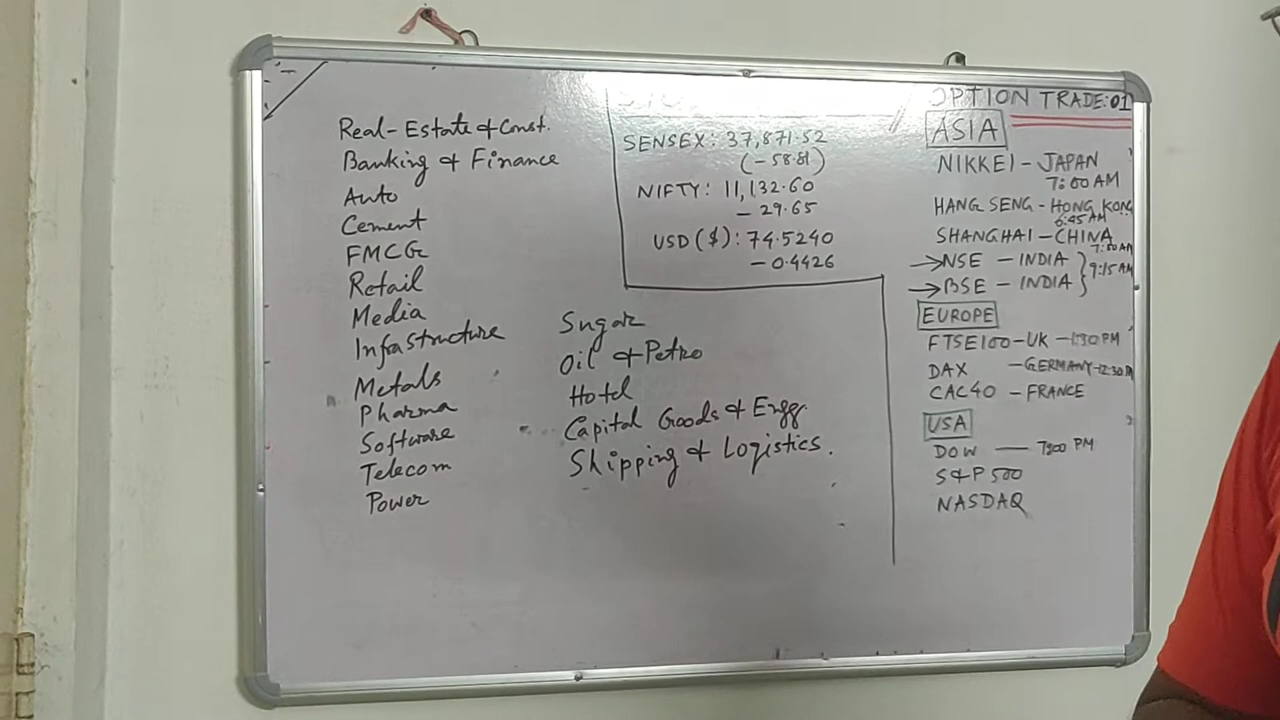 Real-Estate & Const.
Banking & Finance
Auto
Cement
FMCG
Retail
Media
Infrastructure
Metals
Pharma
Software
Telecom
Power
Sugar
Oil & Petro
Hotel
Capital Goods & Engg.
Shipping & Logistics.
SENSEX: 37,871.52
(-58.81)
NIFTY: 11,132.60
- 29.65
USD($): 74.5240
- 0.4426
OPTION TRADE:01
ASIA
NIKKEI - JAPAN
7:00 AM
HANG SENG - HONG KONG
6:45 AM
SHANGHAI - CHINA
7:00 AM
→NSE - INDIA
9:15 AM
→BSE - INDIA
EUROPE
FTSE100 - UK - 1:30 PM
DAX - GERMANY - 12:30 PM
CAC40 - FRANCE
USA
DOW — 7:00 PM
S&P 500
NASDAQ